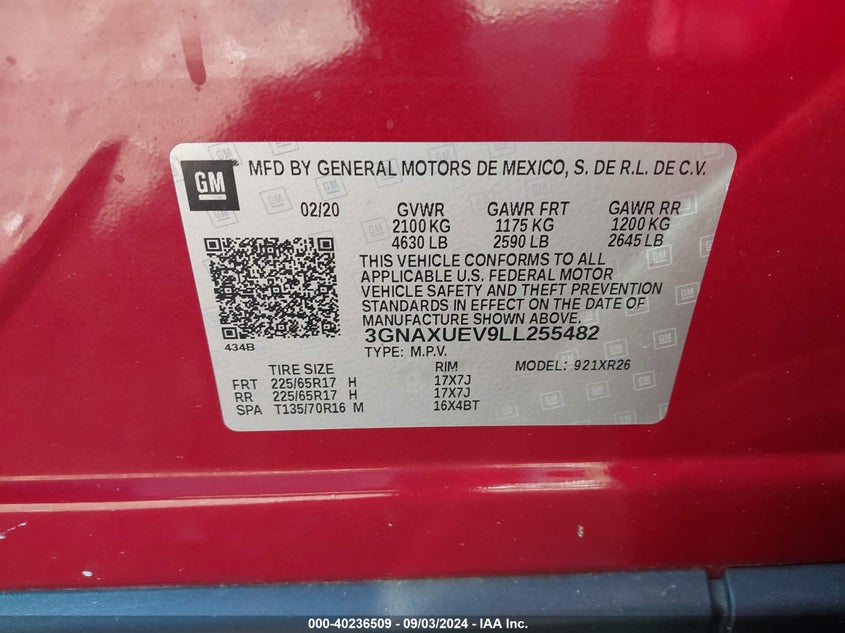 GM MFD BY GENERAL MOTORS DE MEXICO, S. DE R.L. DE C.V.
02/20 GVWR GAWR FRT GAWR RR
2100 KG 1175 KG 1200 KG
4630 LB 2590 LB 2645 LB
THIS VEHICLE CONFORMS TO ALL
APPLICABLE U.S. FEDERAL MOTOR
VEHICLE SAFETY AND THEFT PREVENTION
STANDARDS IN EFFECT ON THE DATE OF
MANUFACTURE SHOWN ABOVE.
3GNAXUEV9LL255482
434B TYPE: M.P.V.
TIRE SIZE RIM MODEL: 921XR26
FRT 225/65R17 H 17X7J
RR 225/65R17 H 17X7J
SPA T135/70R16 M 16X4BT
000-40236509 - 09/03/2024 - IAA Inc.